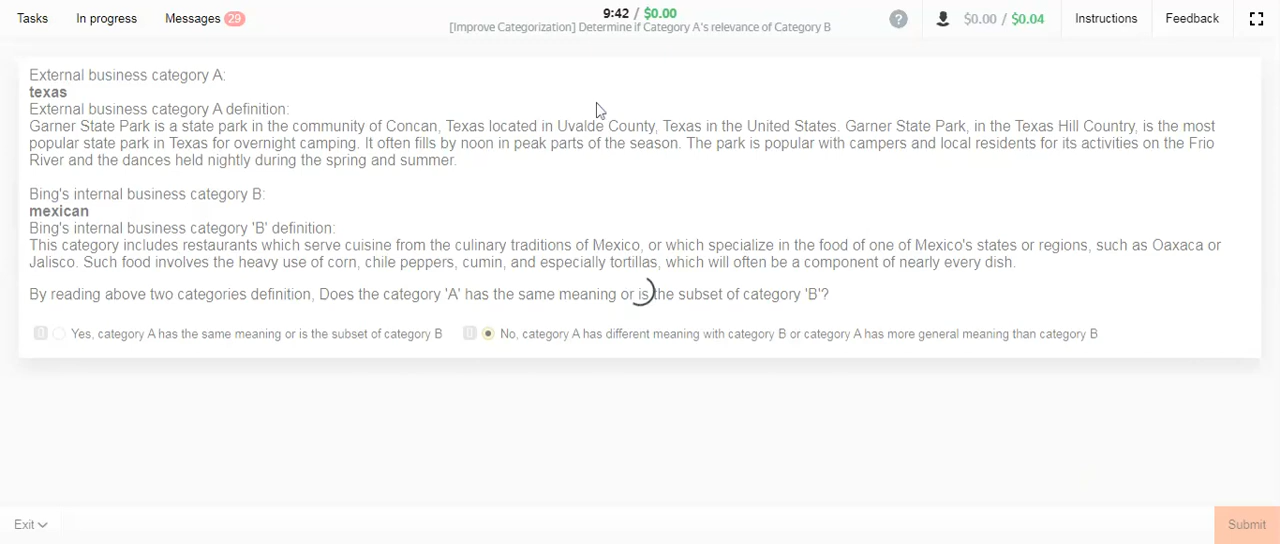 Tasks In progress Messages 29 9:42 / $0.00 $0.00 / $0.04 Instructions Feedback
[Improve Categorization] Determine if Category A's relevance of Category B
External business category A:
texas
External business category A definition:
Garner State Park is a state park in the community of Concan, Texas located in Uvalde County, Texas in the United States. Garner State Park, in the Texas Hill Country, is the most
popular state park in Texas for overnight camping. It often fills by noon in peak parts of the season. The park is popular with campers and local residents for its activities on the Frio
River and the dances held nightly during the spring and summer.
Bing's internal business category B:
mexican
Bing's internal business category 'B' definition:
This category includes restaurants which serve cuisine from the culinary traditions of Mexico, or which specialize in the food of one of Mexico's states or regions, such as Oaxaca or
Jalisco. Such food involves the heavy use of corn, chile peppers, cumin, and especially tortillas, which will often be a component of nearly every dish.
By reading above two categories definition, Does the category 'A' has the same meaning or is the subset of category 'B'?
Yes, category A has the same meaning or is the subset of category B No, category A has different meaning with category B or category A has more general meaning than category B
Exit Submit